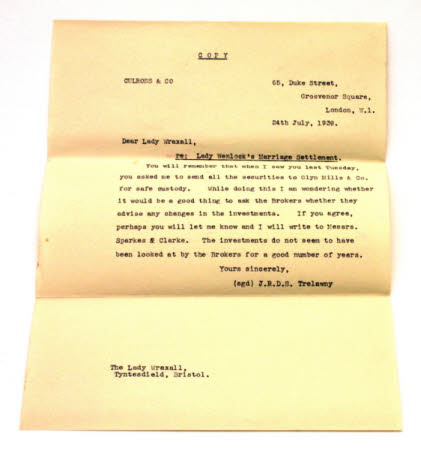 COPY
CULROSS & CO 65, Duke Street,
Grosvenor Square,
London, W.1.
24th July, 1939.
Dear Lady Wraxall,
re: Lady Wenlock's Marriage Settlement.
You will remember that when I saw you last Tuesday,
you asked me to send all the securities to Glyn Mills & Co.
for safe custody. While doing this I am wondering whether
it would be a good thing to ask the Brokers whether they
advise any changes in the investments. If you agree,
perhaps you will let me know and I will write to Messrs.
Sparkes & Clarke. The investments do not seem to have
been looked at by the Brokers for a good number of years.
Yours sincerely,
(sgd) J.R.D.S. Trelawny
The Lady Wraxall,
Tyntesdield, Bristol.